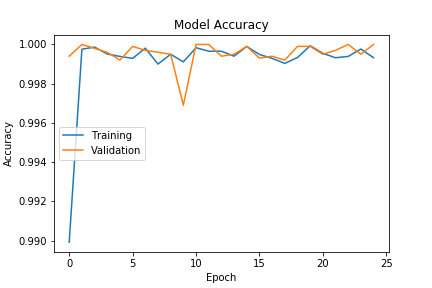 Model Accuracy
1.000
0.998
0.996
0.994
0.992
0.990
Accuracy
Training
Validation
0 5 10 15 20 25
Epoch